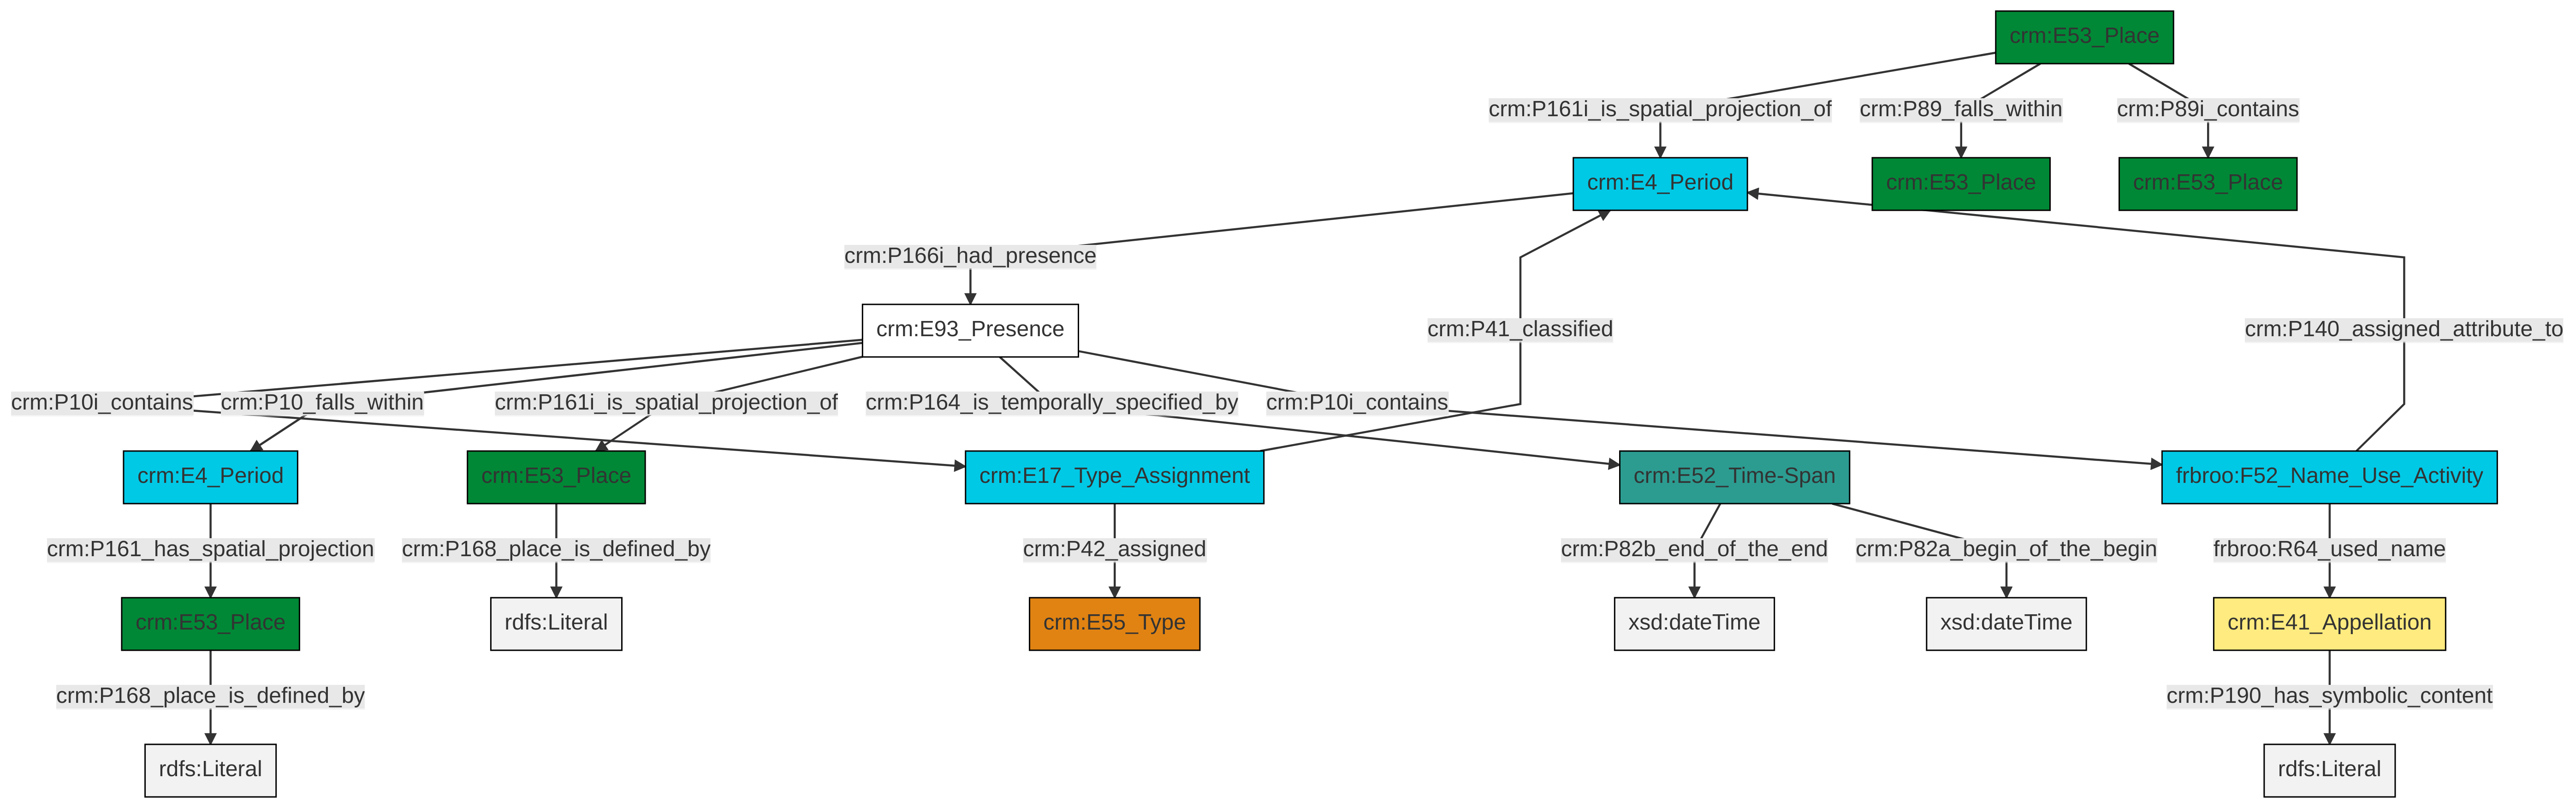 crm:E53_Place
crm:P161i_is_spatial_projection_of
crm:P89_falls_within
crm:P89i_contains
crm:E4_Period
crm:E53_Place
crm:E53_Place
crm:P166i_had_presence
crm:E93_Presence
crm:P41_classified
crm:P140_assigned_attribute_to
crm:P10i_contains
crm:P10_falls_within
crm:P161i_is_spatial_projection_of
crm:P164_is_temporally_specified_by
crm:P10i_contains
crm:E4_Period
crm:E53_Place
crm:E17_Type_Assignment
crm:E52_Time-Span
frbroo:F52_Name_Use_Activity
crm:P161_has_spatial_projection
crm:P168_place_is_defined_by
crm:P42_assigned
crm:P82b_end_of_the_end
crm:P82a_begin_of_the_begin
frbroo:R64_used_name
crm:E53_Place
rdfs:Literal
crm:E55_Type
xsd:dateTime
xsd:dateTime
crm:E41_Appellation
crm:P168_place_is_defined_by
crm:P190_has_symbolic_content
rdfs:Literal
rdfs:Literal